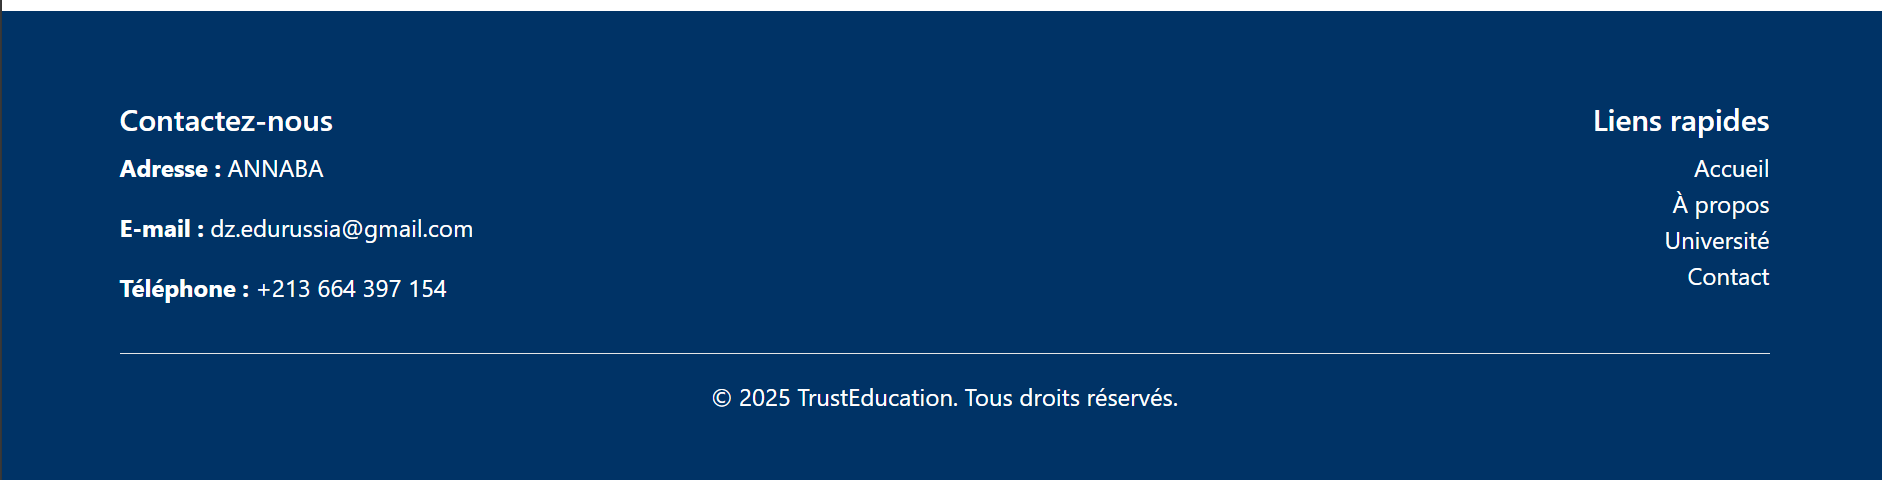 Contactez-nous
Adresse : ANNABA
E-mail : dz.edurussia@gmail.com
Téléphone : +213 664 397 154
Liens rapides
Accueil
À propos
Université
Contact
© 2025 TrustEducation. Tous droits réservés.